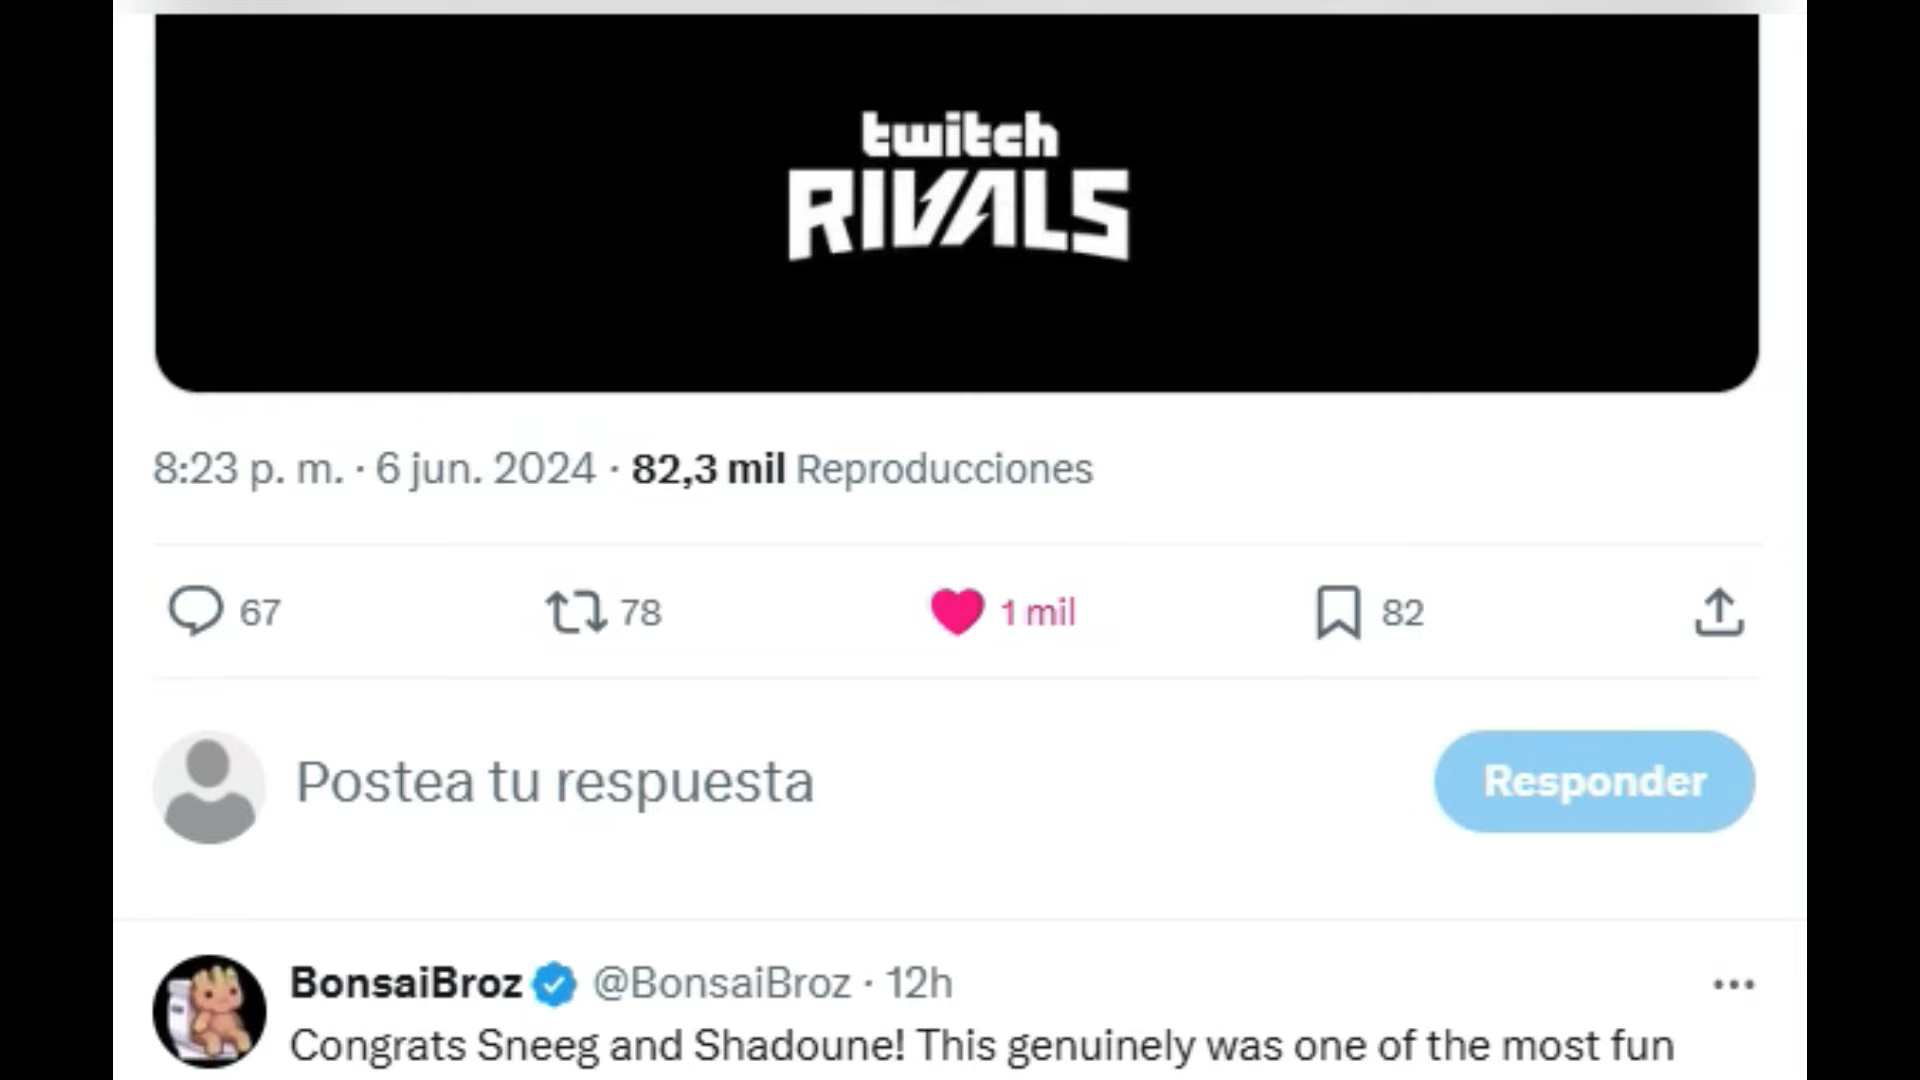 twitch
RIVALS
8:23 p. m. · 6 jun. 2024 · 82,3 mil Reproducciones
67 78 1 mil 82
Postea tu respuesta
Responder
BonsaiBroz @BonsaiBroz · 12h
Congrats Sneeg and Shadoune! This genuinely was one of the most fun